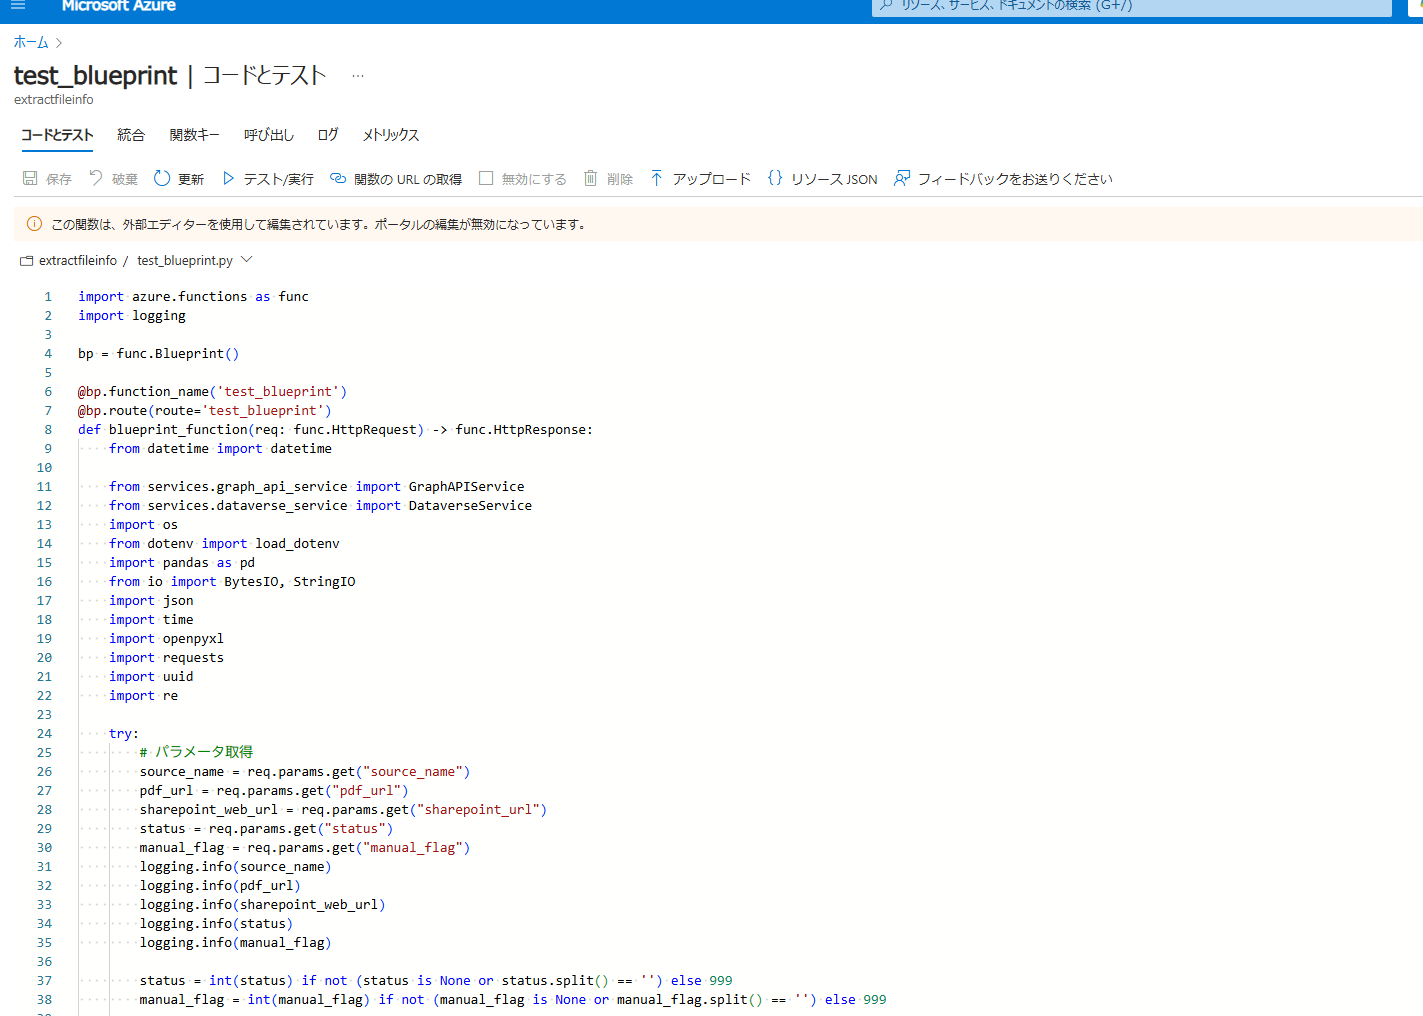 Microsoft Azure
リソース、サービス、ドキュメントの検索 (G+/)
ホーム >
test_blueprint | コードとテスト ...
extractfileinfo
コードとテスト 統合 関数キー 呼び出し ログ メトリックス
保存 破棄 更新 テスト/実行 関数の URL の取得 無効にする 削除 アップロード {} リソース JSON フィードバックをお送りください
この関数は、外部エディターを使用して編集されています。ポータルの編集が無効になっています。
extractfileinfo / test_blueprint.py
1 import azure.functions as func
2 import logging
3
4 bp = func.Blueprint()
5
6 @bp.function_name('test_blueprint')
7 @bp.route(route='test_blueprint')
8 def blueprint_function(req: func.HttpRequest) -> func.HttpResponse:
9     from datetime import datetime
10
11     from services.graph_api_service import GraphAPIService
12     from services.dataverse_service import DataverseService
13     import os
14     from dotenv import load_dotenv
15     import pandas as pd
16     from io import BytesIO, StringIO
17     import json
18     import time
19     import openpyxl
20     import requests
21     import uuid
22     import re
23
24     try:
25         # パラメータ取得
26         source_name = req.params.get("source_name")
27         pdf_url = req.params.get("pdf_url")
28         sharepoint_web_url = req.params.get("sharepoint_url")
29         status = req.params.get("status")
30         manual_flag = req.params.get("manual_flag")
31         logging.info(source_name)
32         logging.info(pdf_url)
33         logging.info(sharepoint_web_url)
34         logging.info(status)
35         logging.info(manual_flag)
36
37         status = int(status) if not (status is None or status.split() == '') else 999
38         manual_flag = int(manual_flag) if not (manual_flag is None or manual_flag.split() == '') else 999